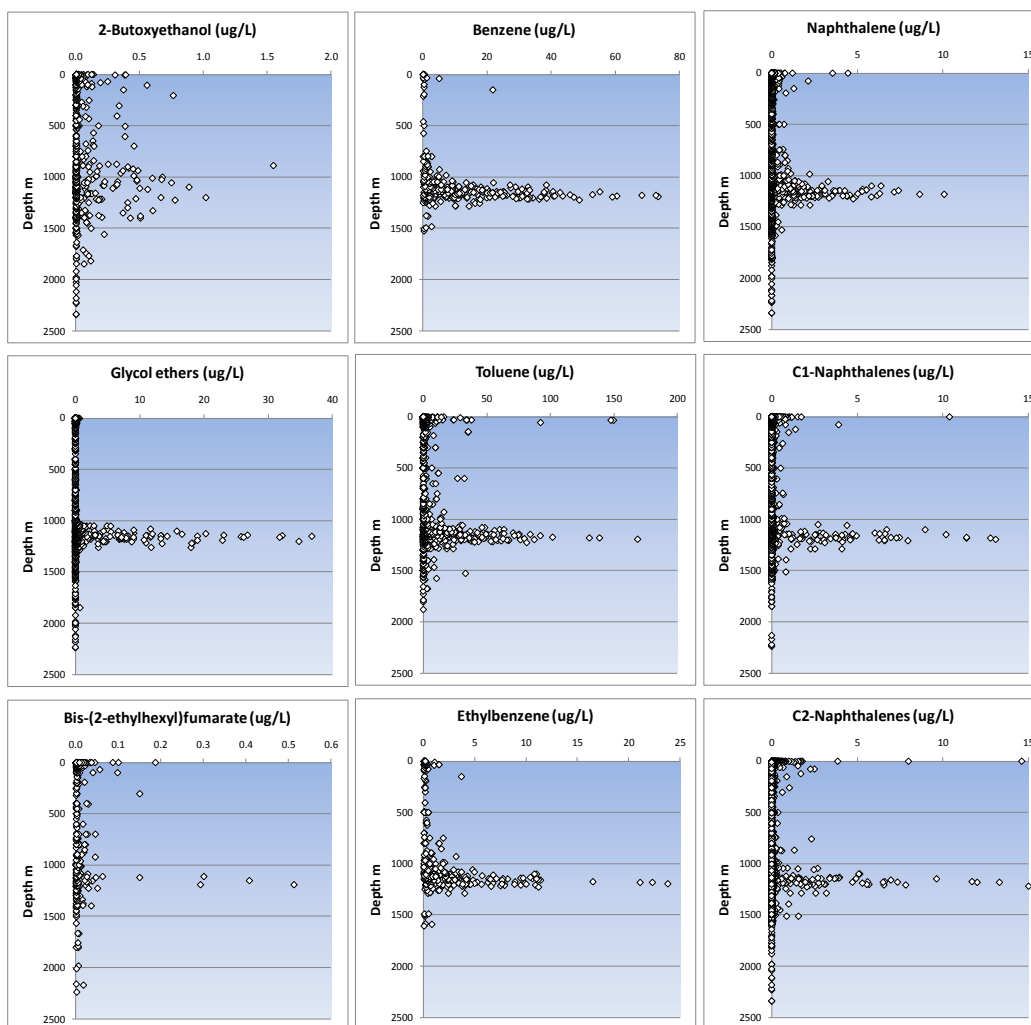 2-Butoxyethanol (ug/L)
0.0 0.5 1.0 1.5 2.0
0
500
1000
1500
2000
2500
Depth m
Benzene (ug/L)
0 20 40 60 80
0
500
1000
1500
2000
2500
Depth m
Naphthalene (ug/L)
0 5 10 15
0
500
1000
1500
2000
2500
Depth m
Glycol ethers (ug/L)
0 10 20 30 40
0
500
1000
1500
2000
2500
Depth m
Toluene (ug/L)
0 50 100 150 200
0
500
1000
1500
2000
2500
Depth m
C1-Naphthalenes (ug/L)
0 5 10 15
0
500
1000
1500
2000
2500
Depth m
Bis-(2-ethylhexyl)fumarate (ug/L)
0.0 0.1 0.2 0.3 0.4 0.5 0.6
0
500
1000
1500
2000
2500
Depth m
Ethylbenzene (ug/L)
0 5 10 15 20 25
0
500
1000
1500
2000
2500
Depth m
C2-Naphthalenes (ug/L)
0 5 10 15
0
500
1000
1500
2000
2500
Depth m